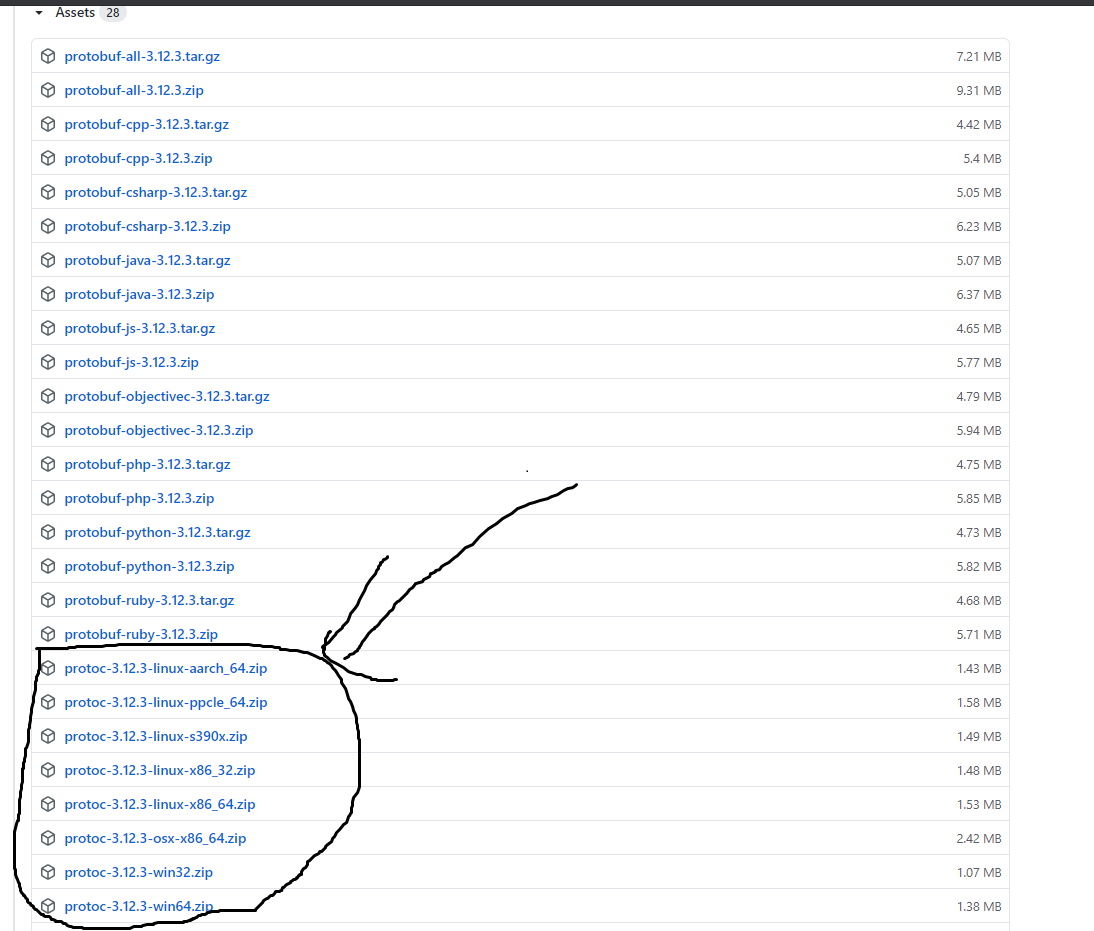 Assets 28
protobuf-all-3.12.3.tar.gz 7.21 MB
protobuf-all-3.12.3.zip 9.31 MB
protobuf-cpp-3.12.3.tar.gz 4.42 MB
protobuf-cpp-3.12.3.zip 5.4 MB
protobuf-csharp-3.12.3.tar.gz 5.05 MB
protobuf-csharp-3.12.3.zip 6.23 MB
protobuf-java-3.12.3.tar.gz 5.07 MB
protobuf-java-3.12.3.zip 6.37 MB
protobuf-js-3.12.3.tar.gz 4.65 MB
protobuf-js-3.12.3.zip 5.77 MB
protobuf-objectivec-3.12.3.tar.gz 4.79 MB
protobuf-objectivec-3.12.3.zip 5.94 MB
protobuf-php-3.12.3.tar.gz 4.75 MB
protobuf-php-3.12.3.zip 5.85 MB
protobuf-python-3.12.3.tar.gz 4.73 MB
protobuf-python-3.12.3.zip 5.82 MB
protobuf-ruby-3.12.3.tar.gz 4.68 MB
protobuf-ruby-3.12.3.zip 5.71 MB
protoc-3.12.3-linux-aarch_64.zip 1.43 MB
protoc-3.12.3-linux-ppcle_64.zip 1.58 MB
protoc-3.12.3-linux-s390x.zip 1.49 MB
protoc-3.12.3-linux-x86_32.zip 1.48 MB
protoc-3.12.3-linux-x86_64.zip 1.53 MB
protoc-3.12.3-osx-x86_64.zip 2.42 MB
protoc-3.12.3-win32.zip 1.07 MB
protoc-3.12.3-win64.zip 1.38 MB